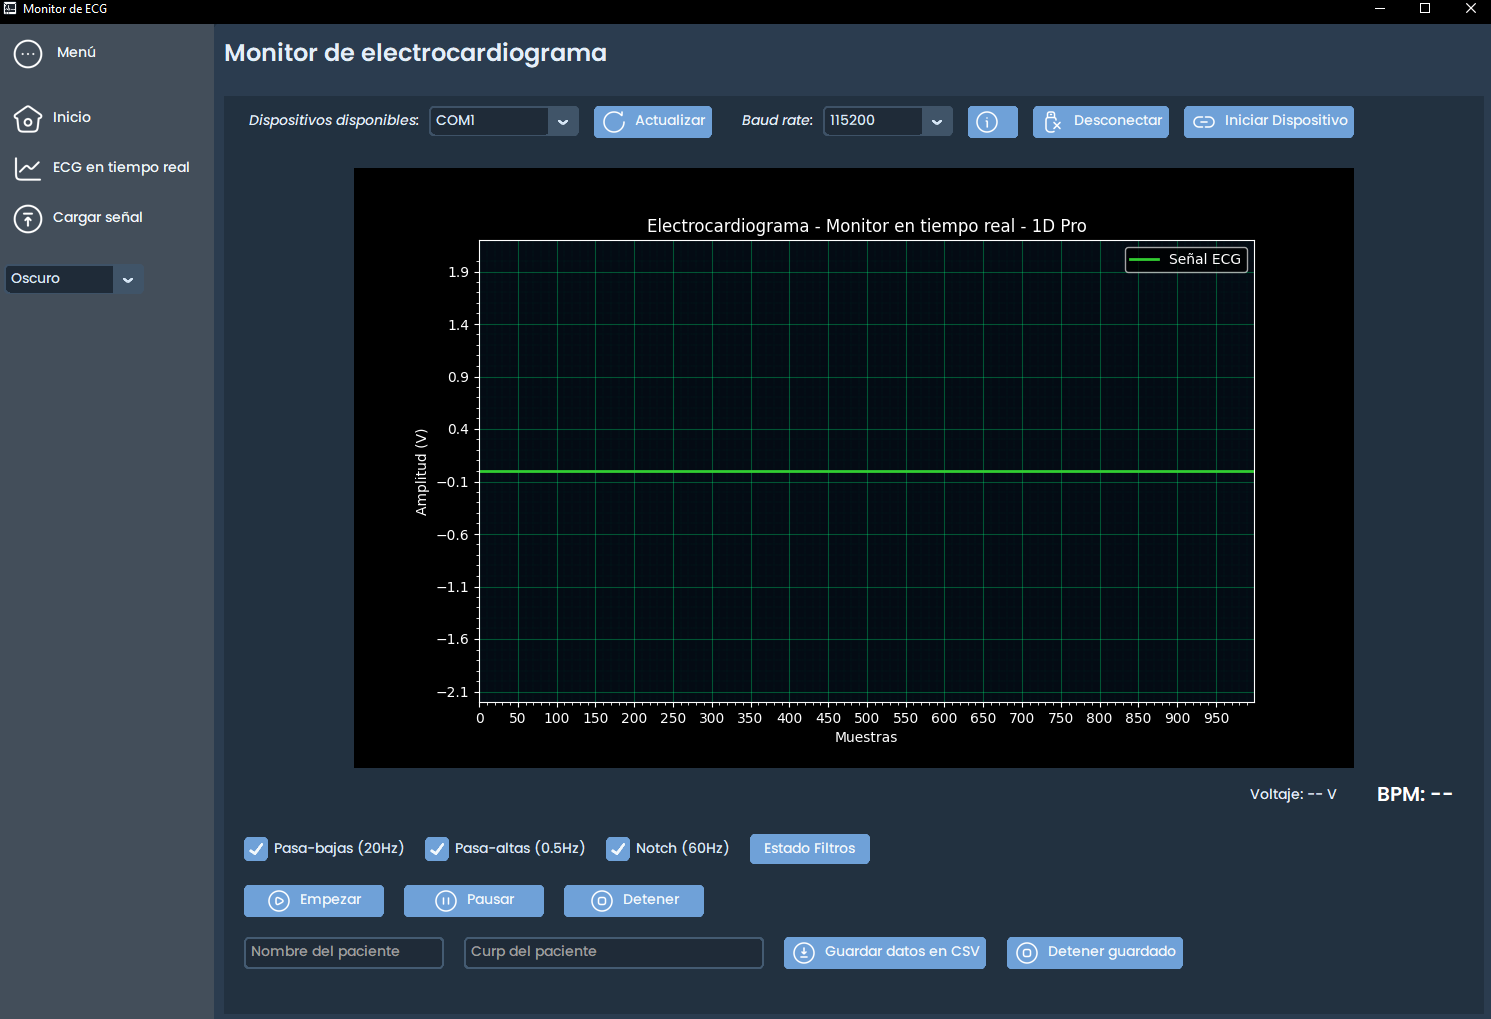 Monitor de ECG
Menú
Inicio
ECG en tiempo real
Cargar señal
Oscuro
Monitor de electrocardiograma
Dispositivos disponibles: COM1 Actualizar Baud rate: 115200 Desconectar Iniciar Dispositivo
Electrocardiograma - Monitor en tiempo real - 1D Pro
Señal ECG
1.9
1.4
0.9
0.4
−0.1
−0.6
−1.1
−1.6
−2.1
Amplitud (V)
0 50 100 150 200 250 300 350 400 450 500 550 600 650 700 750 800 850 900 950
Muestras
Voltaje: -- V BPM: --
Pasa-bajas (20Hz) Pasa-altas (0.5Hz) Notch (60Hz) Estado Filtros
Empezar Pausar Detener
Nombre del paciente Curp del paciente Guardar datos en CSV Detener guardado